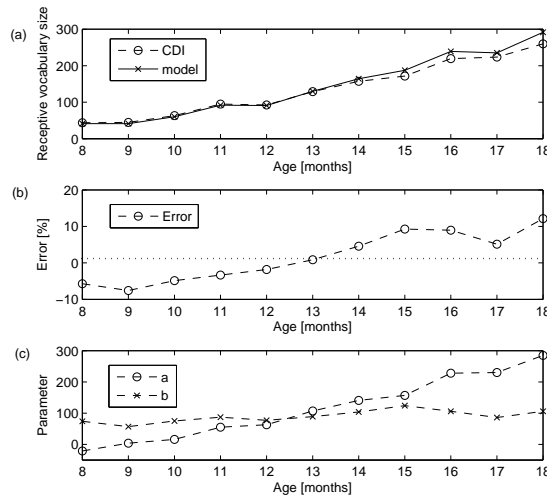 (a)
Receptive vocabulary size
300
200
100
0
CDI
model
8 9 10 11 12 13 14 15 16 17 18
Age [months]
(b)
Error [%]
20
10
0
−10
Error
8 9 10 11 12 13 14 15 16 17 18
Age [months]
(c)
Parameter
300
200
100
0
a
b
8 9 10 11 12 13 14 15 16 17 18
Age [months]